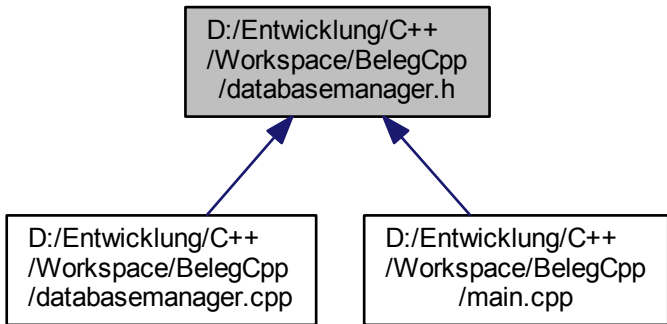 D:/Entwicklung/C++
/Workspace/BelegCpp
/databasemanager.h
D:/Entwicklung/C++
/Workspace/BelegCpp
/databasemanager.cpp
D:/Entwicklung/C++
/Workspace/BelegCpp
/main.cpp